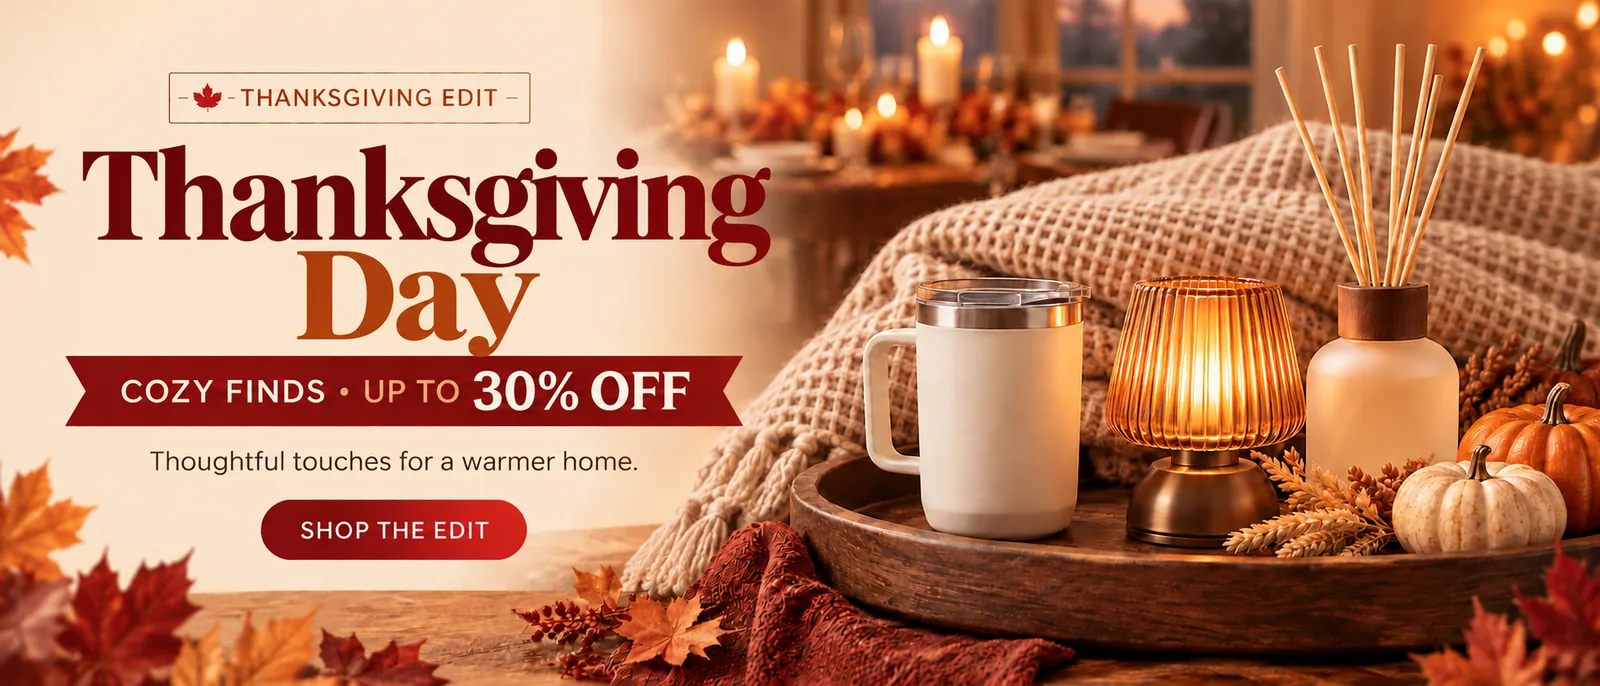 THANKSGIVING EDIT
Thanksgiving
Day
COZY FINDS • UP TO 30% OFF
Thoughtful touches for a warmer home.
SHOP THE EDIT